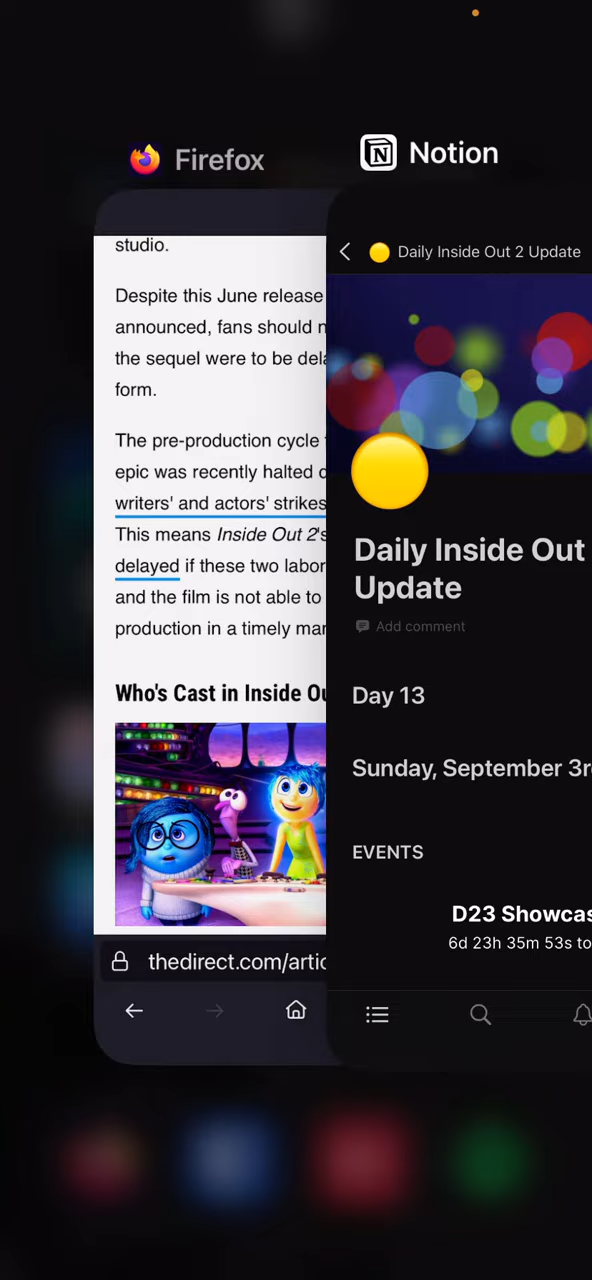 Firefox
Notion
studio.
Despite this June release
announced, fans should
the sequel were to be
form.
The pre-production cycle
epic was recently halted
writers' and actors' strikes
This means Inside Out 2's
delayed if these two labor
and the film is not able to
production in a timely
Who's Cast in Inside
thedirect.com/artic
Daily Inside Out 2 Update
Daily Inside Out
Update
Add comment
Day 13
Sunday, September 3r
EVENTS
D23 Showcas
6d 23h 35m 53s to